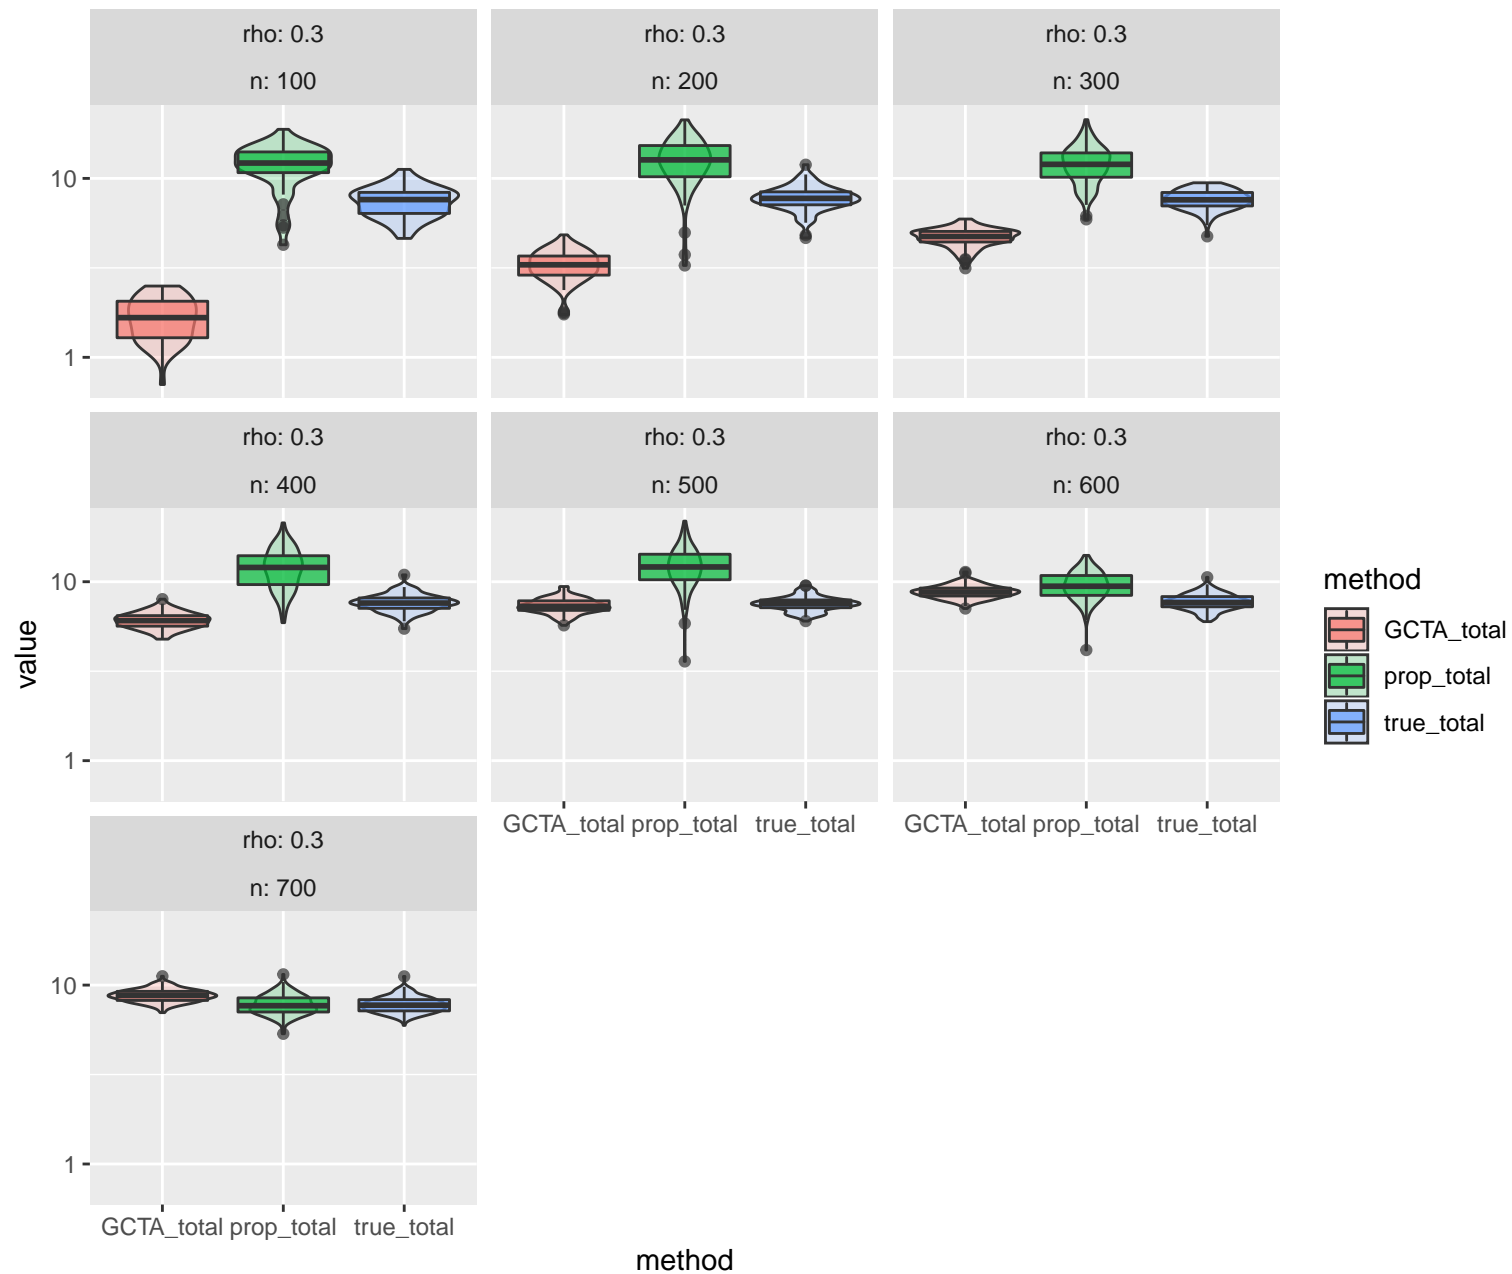 rho: 0.3
rho: 0.3
rho: 0.3
n: 100
n: 200
n: 300
10
1
rho: 0.3
rho: 0.3
rho: 0.3
n: 400
n: 500
n: 600
10
1
GCTA_total prop_total true_total
GCTA_total prop_total true_total
rho: 0.3
n: 700
10
1
GCTA_total prop_total true_total
method
value
method
GCTA_total
prop_total
true_total